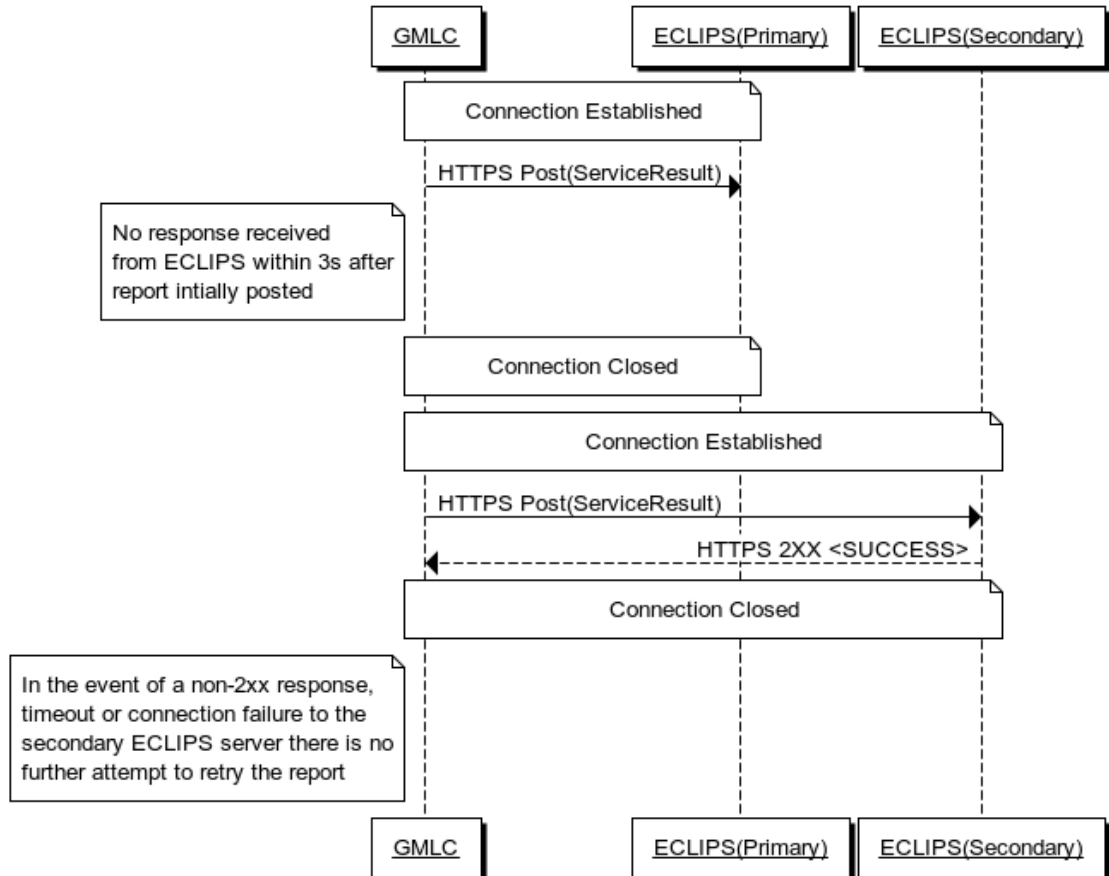 GMLC
ECLIPS(Primary)
ECLIPS(Secondary)
Connection Established
HTTPS Post(ServiceResult)
No response received
from ECLIPS within 3s after
report intially posted
Connection Closed
Connection Established
HTTPS Post(ServiceResult)
HTTPS 2XX <SUCCESS>
Connection Closed
In the event of a non-2xx response,
timeout or connection failure to the
secondary ECLIPS server there is no
further attempt to retry the report
GMLC
ECLIPS(Primary)
ECLIPS(Secondary)